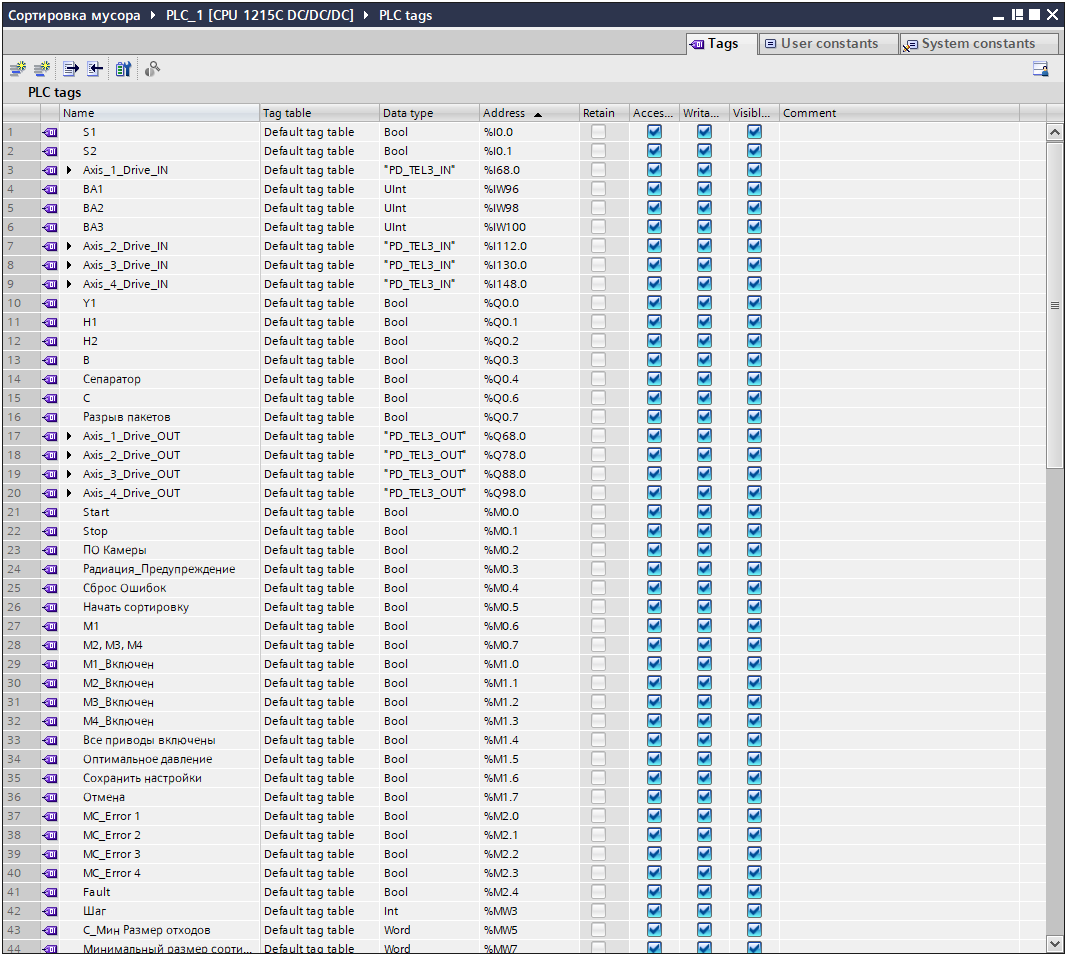 Сортировка мусора ▸ PLC_1 [CPU 1215C DC/DC/DC] ▸ PLC tags
Tags User constants System constants
PLC tags
Name Tag table Data type Address Retain Acces... Writa... Visibl... Comment
1 S1 Default tag table Bool %I0.0
2 S2 Default tag table Bool %I0.1
3 Axis_1_Drive_IN Default tag table "PD_TEL3_IN" %I68.0
4 BA1 Default tag table UInt %IW96
5 BA2 Default tag table UInt %IW98
6 BA3 Default tag table UInt %IW100
7 Axis_2_Drive_IN Default tag table "PD_TEL3_IN" %I112.0
8 Axis_3_Drive_IN Default tag table "PD_TEL3_IN" %I130.0
9 Axis_4_Drive_IN Default tag table "PD_TEL3_IN" %I148.0
10 Y1 Default tag table Bool %Q0.0
11 H1 Default tag table Bool %Q0.1
12 H2 Default tag table Bool %Q0.2
13 B Default tag table Bool %Q0.3
14 Сепаратор Default tag table Bool %Q0.4
15 C Default tag table Bool %Q0.6
16 Разрыв пакетов Default tag table Bool %Q0.7
17 Axis_1_Drive_OUT Default tag table "PD_TEL3_OUT" %Q68.0
18 Axis_2_Drive_OUT Default tag table "PD_TEL3_OUT" %Q78.0
19 Axis_3_Drive_OUT Default tag table "PD_TEL3_OUT" %Q88.0
20 Axis_4_Drive_OUT Default tag table "PD_TEL3_OUT" %Q98.0
21 Start Default tag table Bool %M0.0
22 Stop Default tag table Bool %M0.1
23 ПО Камеры Default tag table Bool %M0.2
24 Радиация_Предупреждение Default tag table Bool %M0.3
25 Сброс Ошибок Default tag table Bool %M0.4
26 Начать сортировку Default tag table Bool %M0.5
27 M1 Default tag table Bool %M0.6
28 M2, M3, M4 Default tag table Bool %M0.7
29 M1_Включен Default tag table Bool %M1.0
30 M2_Включен Default tag table Bool %M1.1
31 M3_Включен Default tag table Bool %M1.2
32 M4_Включен Default tag table Bool %M1.3
33 Все приводы включены Default tag table Bool %M1.4
34 Оптимальное давление Default tag table Bool %M1.5
35 Сохранить настройки Default tag table Bool %M1.6
36 Отмена Default tag table Bool %M1.7
37 MC_Error 1 Default tag table Bool %M2.0
38 MC_Error 2 Default tag table Bool %M2.1
39 MC_Error 3 Default tag table Bool %M2.2
40 MC_Error 4 Default tag table Bool %M2.3
41 Fault Default tag table Bool %M2.4
42 Шаг Default tag table Int %MW3
43 С_Мин Размер отходов Default tag table Word %MW5
44 Минимальный размер сорти... Default tag table Word %MW7